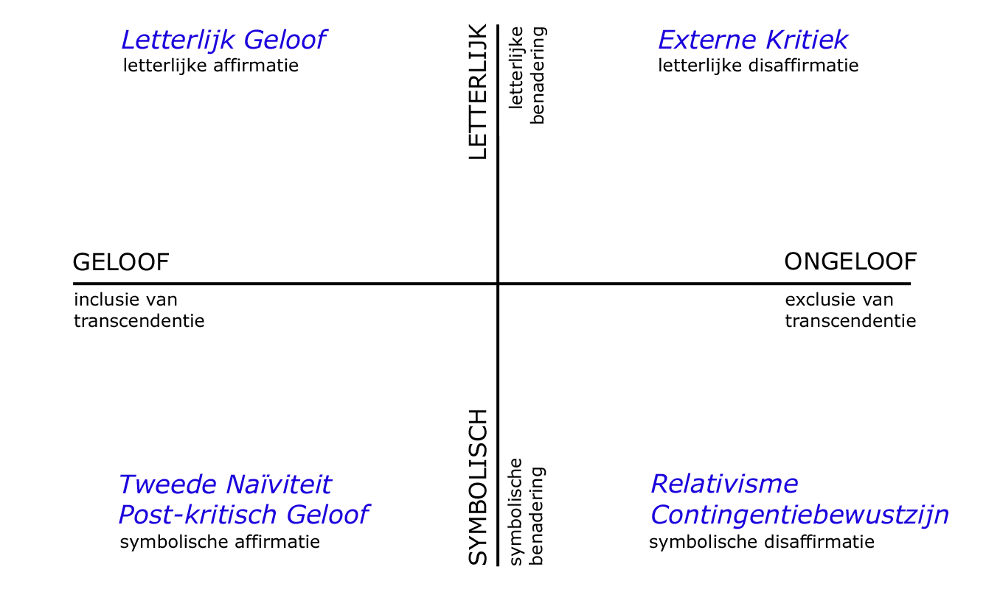 Letterlijk Geloof
letterlijke affirmatie
LETTERLIJK
letterlijke
benadering
Externe Kritiek
letterlijke disaffirmatie
GELOOF
inclusie van
transcendentie
ONGELOOF
exclusie van
transcendentie
Tweede Naïviteit
Post-kritisch Geloof
symbolische affirmatie
SYMBOLISCH
symbolische
benadering
Relativisme
Contingentiebewustzijn
symbolische disaffirmatie